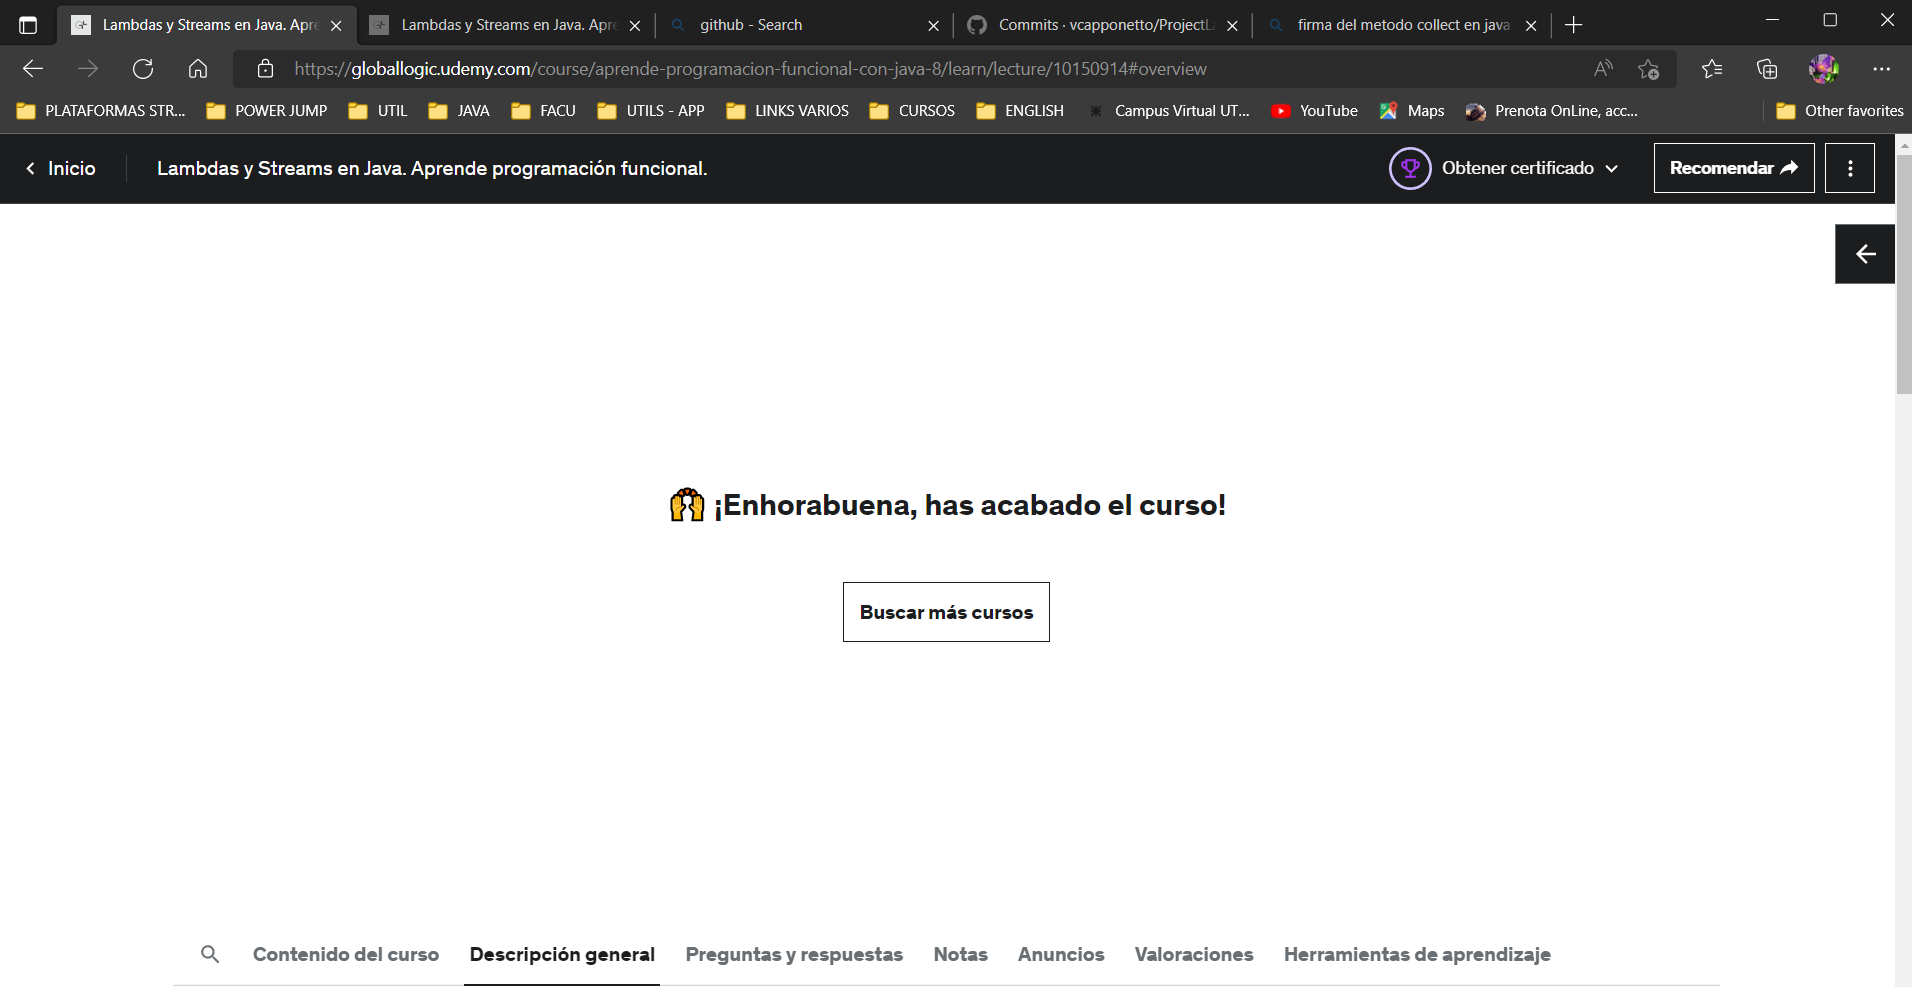 Lambdas y Streams en Java. Apre
Lambdas y Streams en Java. Apre
github - Search
Commits · vcapponetto/ProjectLa
firma del metodo collect en java
https://globallogic.udemy.com/course/aprende-programacion-funcional-con-java-8/learn/lecture/10150914#overview
PLATAFORMAS STR...
POWER JUMP
UTIL
JAVA
FACU
UTILS - APP
LINKS VARIOS
CURSOS
ENGLISH
Campus Virtual UT...
YouTube
Maps
Prenota OnLine, acc...
Other favorites
Inicio
Lambdas y Streams en Java. Aprende programación funcional.
Obtener certificado
Recomendar
¡Enhorabuena, has acabado el curso!
Buscar más cursos
Contenido del curso
Descripción general
Preguntas y respuestas
Notas
Anuncios
Valoraciones
Herramientas de aprendizaje